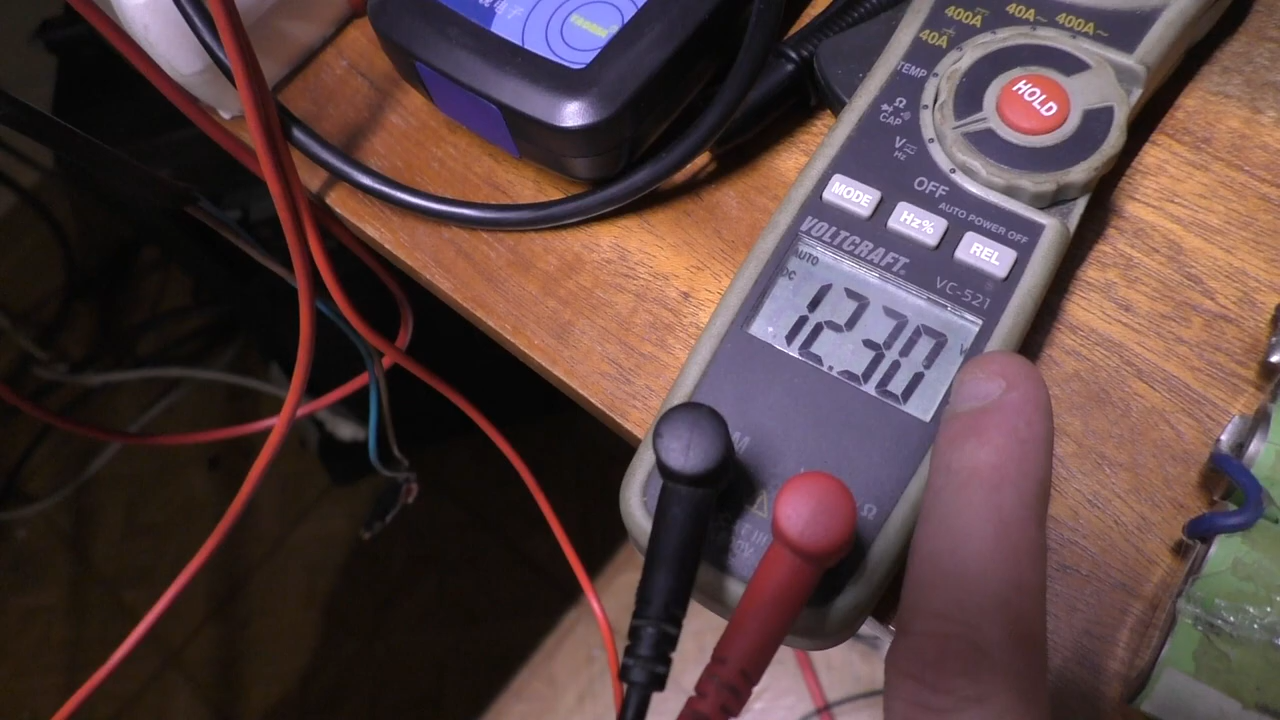 400A
40A~ 400A~
40A
TEMP
HOLD
Ω
CAP
V
Hz
OFF
AUTO POWER OFF
MODE
Hz%
REL
VOLTCRAFT
VC-521
AUTO
DC
12.30
Ω